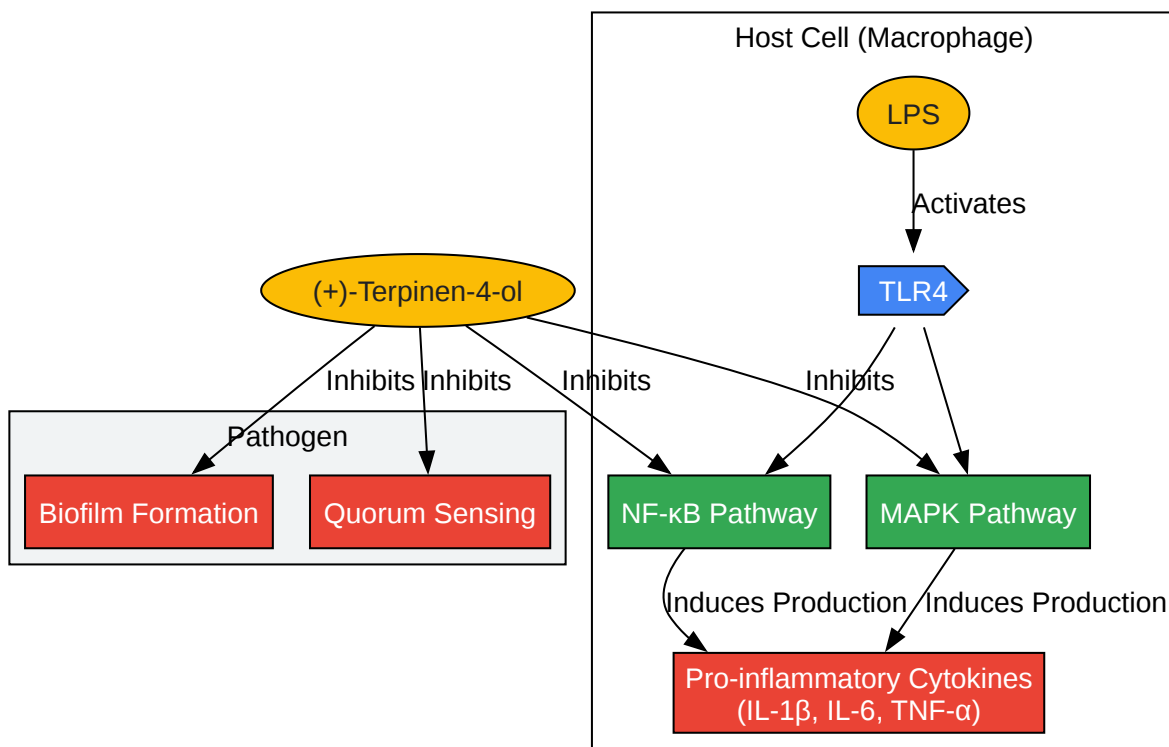 Host Cell (Macrophage)
LPS
Activates
(+)-Terpinen-4-ol
TLR4
Inhibits
Inhibits
Inhibits
Inhibits
Pathogen
Biofilm Formation
Quorum Sensing
NF-κB Pathway
MAPK Pathway
Induces Production
Induces Production
Pro-inflammatory Cytokines
(IL-1β, IL-6, TNF-α)